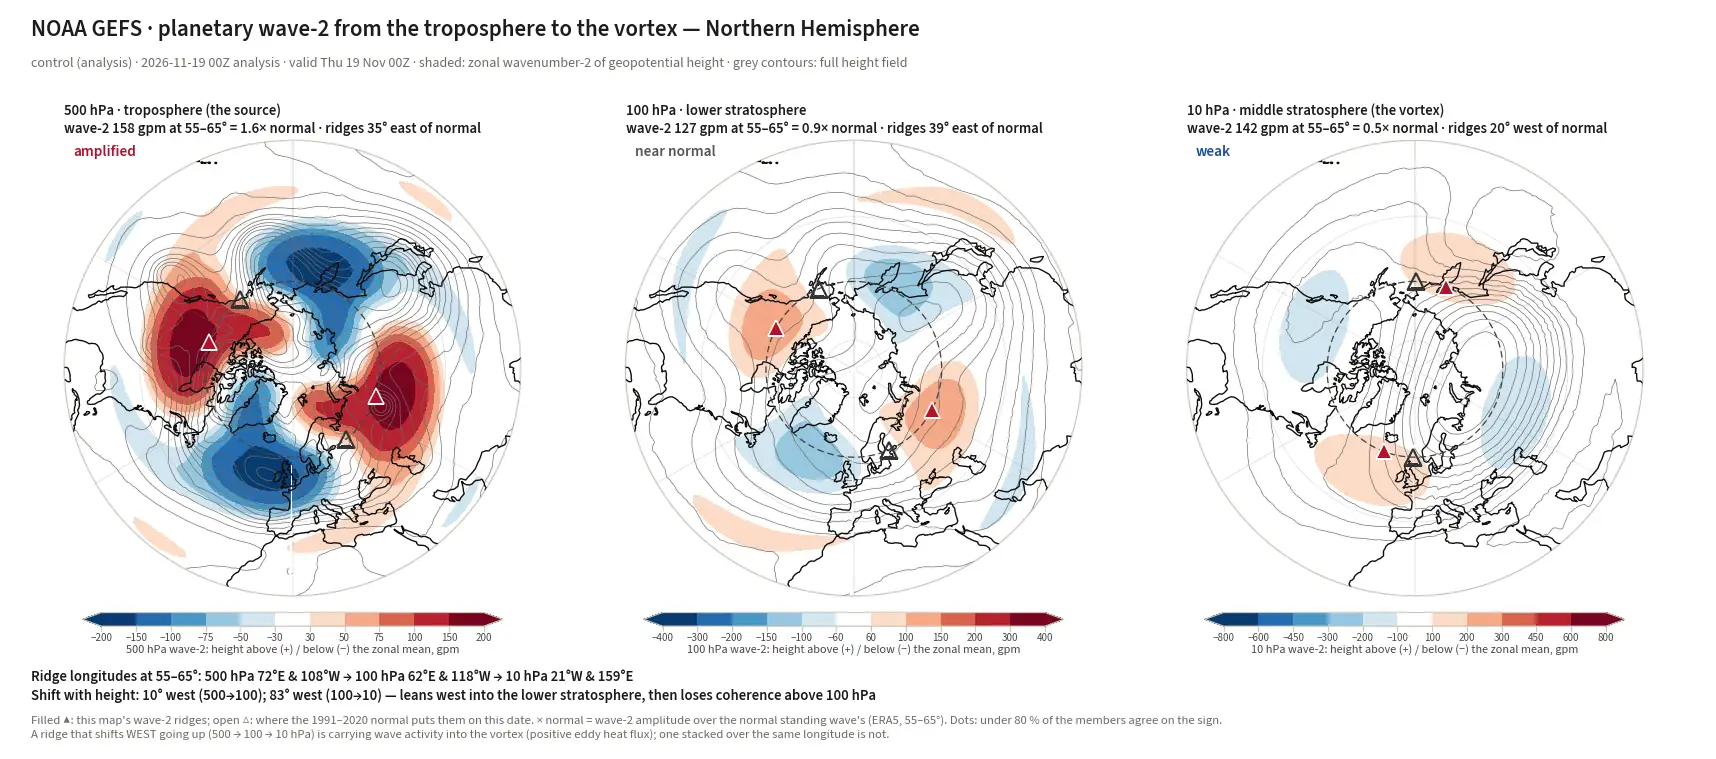 NOAA GEFS · planetary wave-2 from the troposphere to the vortex — Northern Hemisphere
control (analysis) · 2026-11-19 00Z analysis · valid Thu 19 Nov 00Z · shaded: zonal wavenumber-2 of geopotential height · grey contours: full height field
500 hPa · troposphere (the source)
wave-2 158 gpm at 55–65° = 1.6× normal · ridges 35° east of normal
amplified
100 hPa · lower stratosphere
wave-2 127 gpm at 55–65° = 0.9× normal · ridges 39° east of normal
near normal
10 hPa · middle stratosphere (the vortex)
wave-2 142 gpm at 55–65° = 0.5× normal · ridges 20° west of normal
weak
−200 −150 −100 −75 −50 −30 30 50 75 100 150 200
500 hPa wave-2: height above (+) / below (−) the zonal mean, gpm
−400 −300 −200 −150 −100 −60 60 100 150 200 300 400
100 hPa wave-2: height above (+) / below (−) the zonal mean, gpm
−800 −600 −450 −300 −200 −100 100 200 300 450 600 800
10 hPa wave-2: height above (+) / below (−) the zonal mean, gpm
Ridge longitudes at 55–65°: 500 hPa 72°E & 108°W → 100 hPa 62°E & 118°W → 10 hPa 21°W & 159°E
Shift with height: 10° west (500→100); 83° west (100→10) — leans west into the lower stratosphere, then loses coherence above 100 hPa
Filled ▲: this map's wave-2 ridges; open △: where the 1991–2020 normal puts them on this date. × normal = wave-2 amplitude over the normal standing wave's (ERA5, 55–65°). Dots: under 80 % of the members agree on the sign.
A ridge that shifts WEST going up (500 → 100 → 10 hPa) is carrying wave activity into the vortex (positive eddy heat flux); one stacked over the same longitude is not.